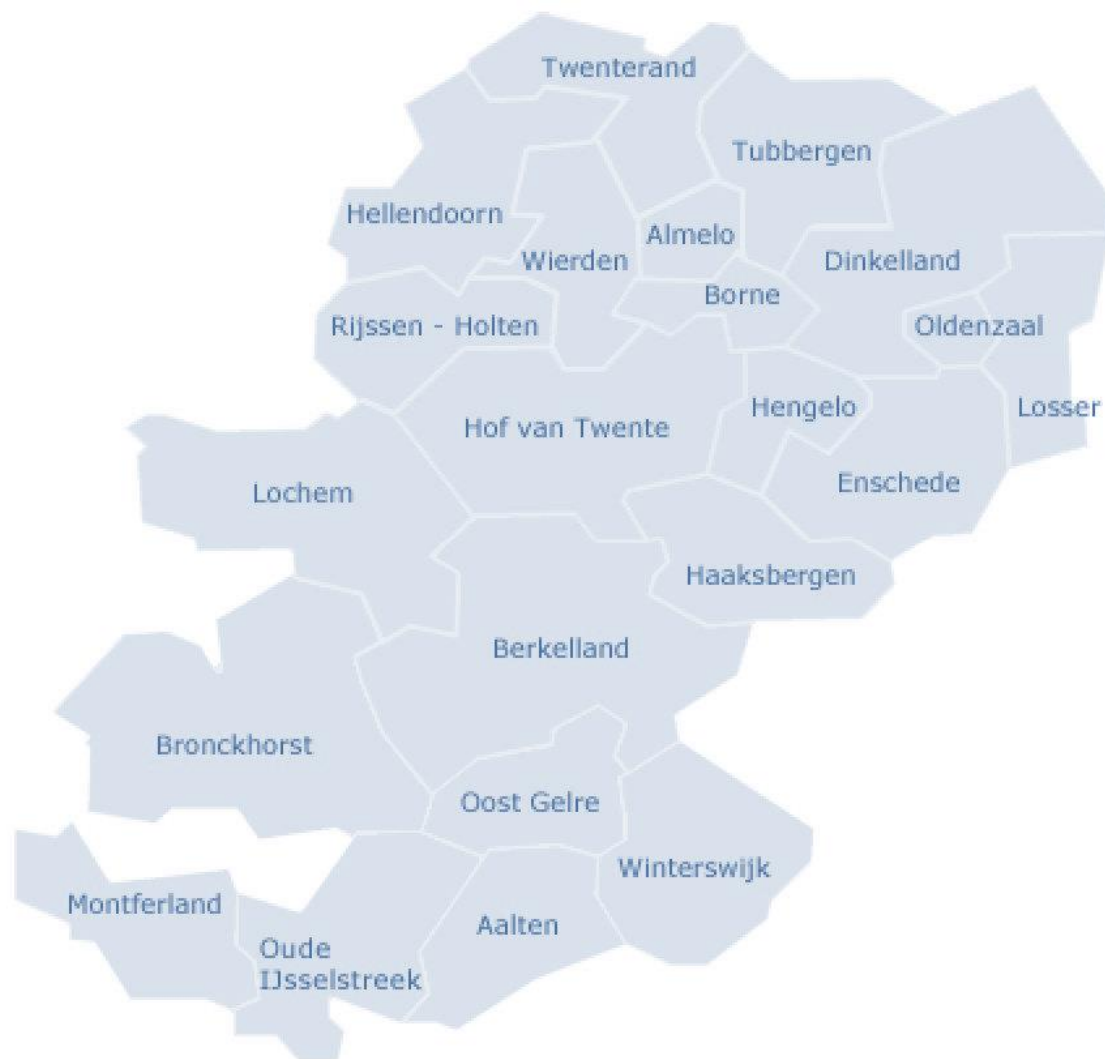 Twenterand
Tubbergen
Hellendoorn
Almelo
Wierden
Dinkelland
Borne
Rijssen - Holten
Oldenzaal
Hengelo
Losser
Hof van Twente
Enschede
Lochem
Haaksbergen
Berkelland
Bronckhorst
Oost Gelre
Winterswijk
Montferland
Aalten
Oude
IJsselstreek